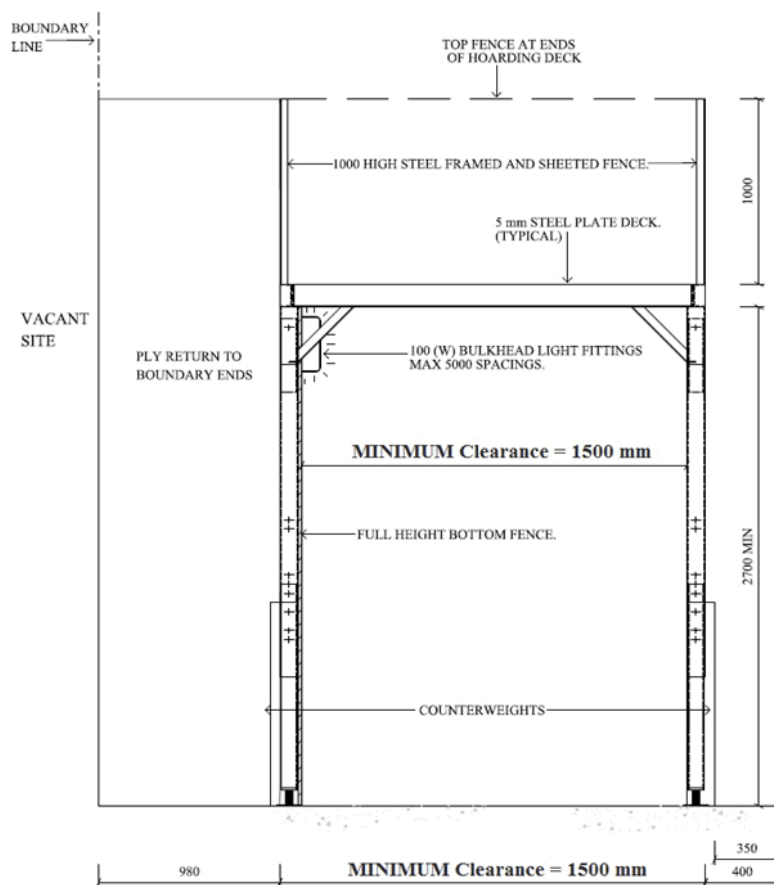 BOUNDARY
LINE
TOP FENCE AT ENDS
OF HOARDING DECK
1000 HIGH STEEL FRAMED AND SHEETED FENCE.
1000
5 mm STEEL PLATE DECK.
(TYPICAL)
VACANT
SITE
PLY RETURN TO
BOUNDARY ENDS
100 (W) BULKHEAD LIGHT FITTINGS
MAX 5000 SPACINGS.
MINIMUM Clearance = 1500 mm
FULL HEIGHT BOTTOM FENCE.
2700 MIN
COUNTERWEIGHTS
350
980
MINIMUM Clearance = 1500 mm
400